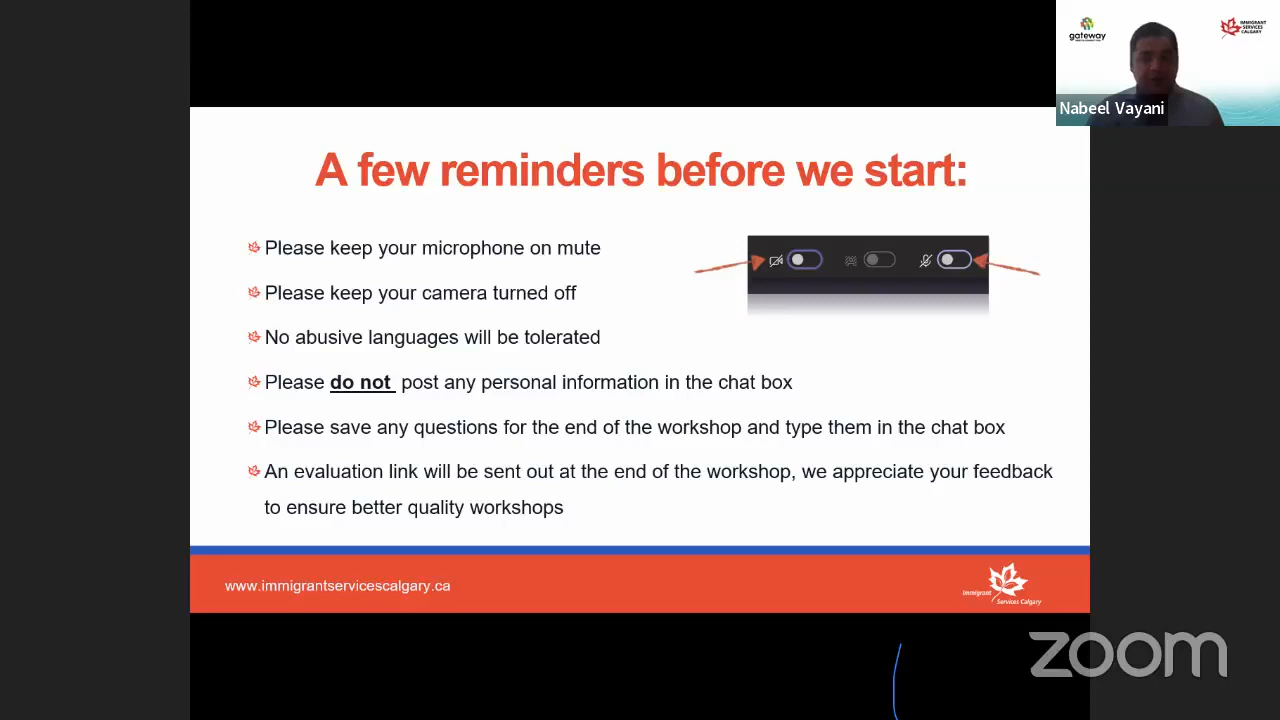 gateway
IMMIGRANT
SERVICES
CALGARY
Nabeel Vayani
A few reminders before we start:
Please keep your microphone on mute
Please keep your camera turned off
No abusive languages will be tolerated
Please do not post any personal information in the chat box
Please save any questions for the end of the workshop and type them in the chat box
An evaluation link will be sent out at the end of the workshop, we appreciate your feedback
to ensure better quality workshops
www.immigrantservicescalgary.ca
Immigrant
Services Calgary
zoom